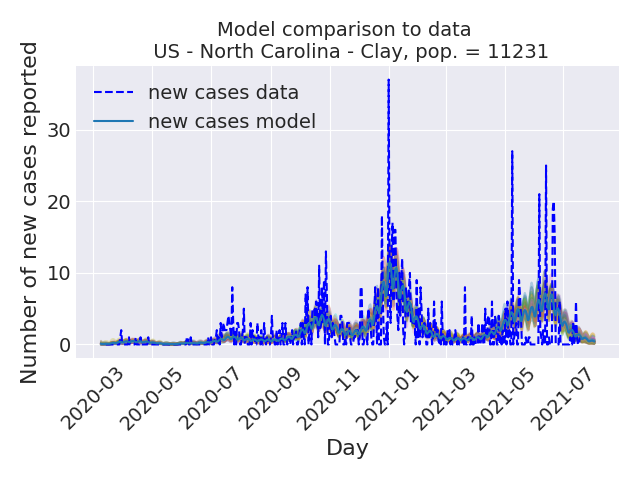 Model comparison to data
US - North Carolina - Clay, pop. = 11231
Number of new cases reported
new cases data
new cases model
30
20
10
0
2020-03
2020-05
2020-07
2020-09
2020-11
2021-01
2021-03
2021-05
2021-07
Day